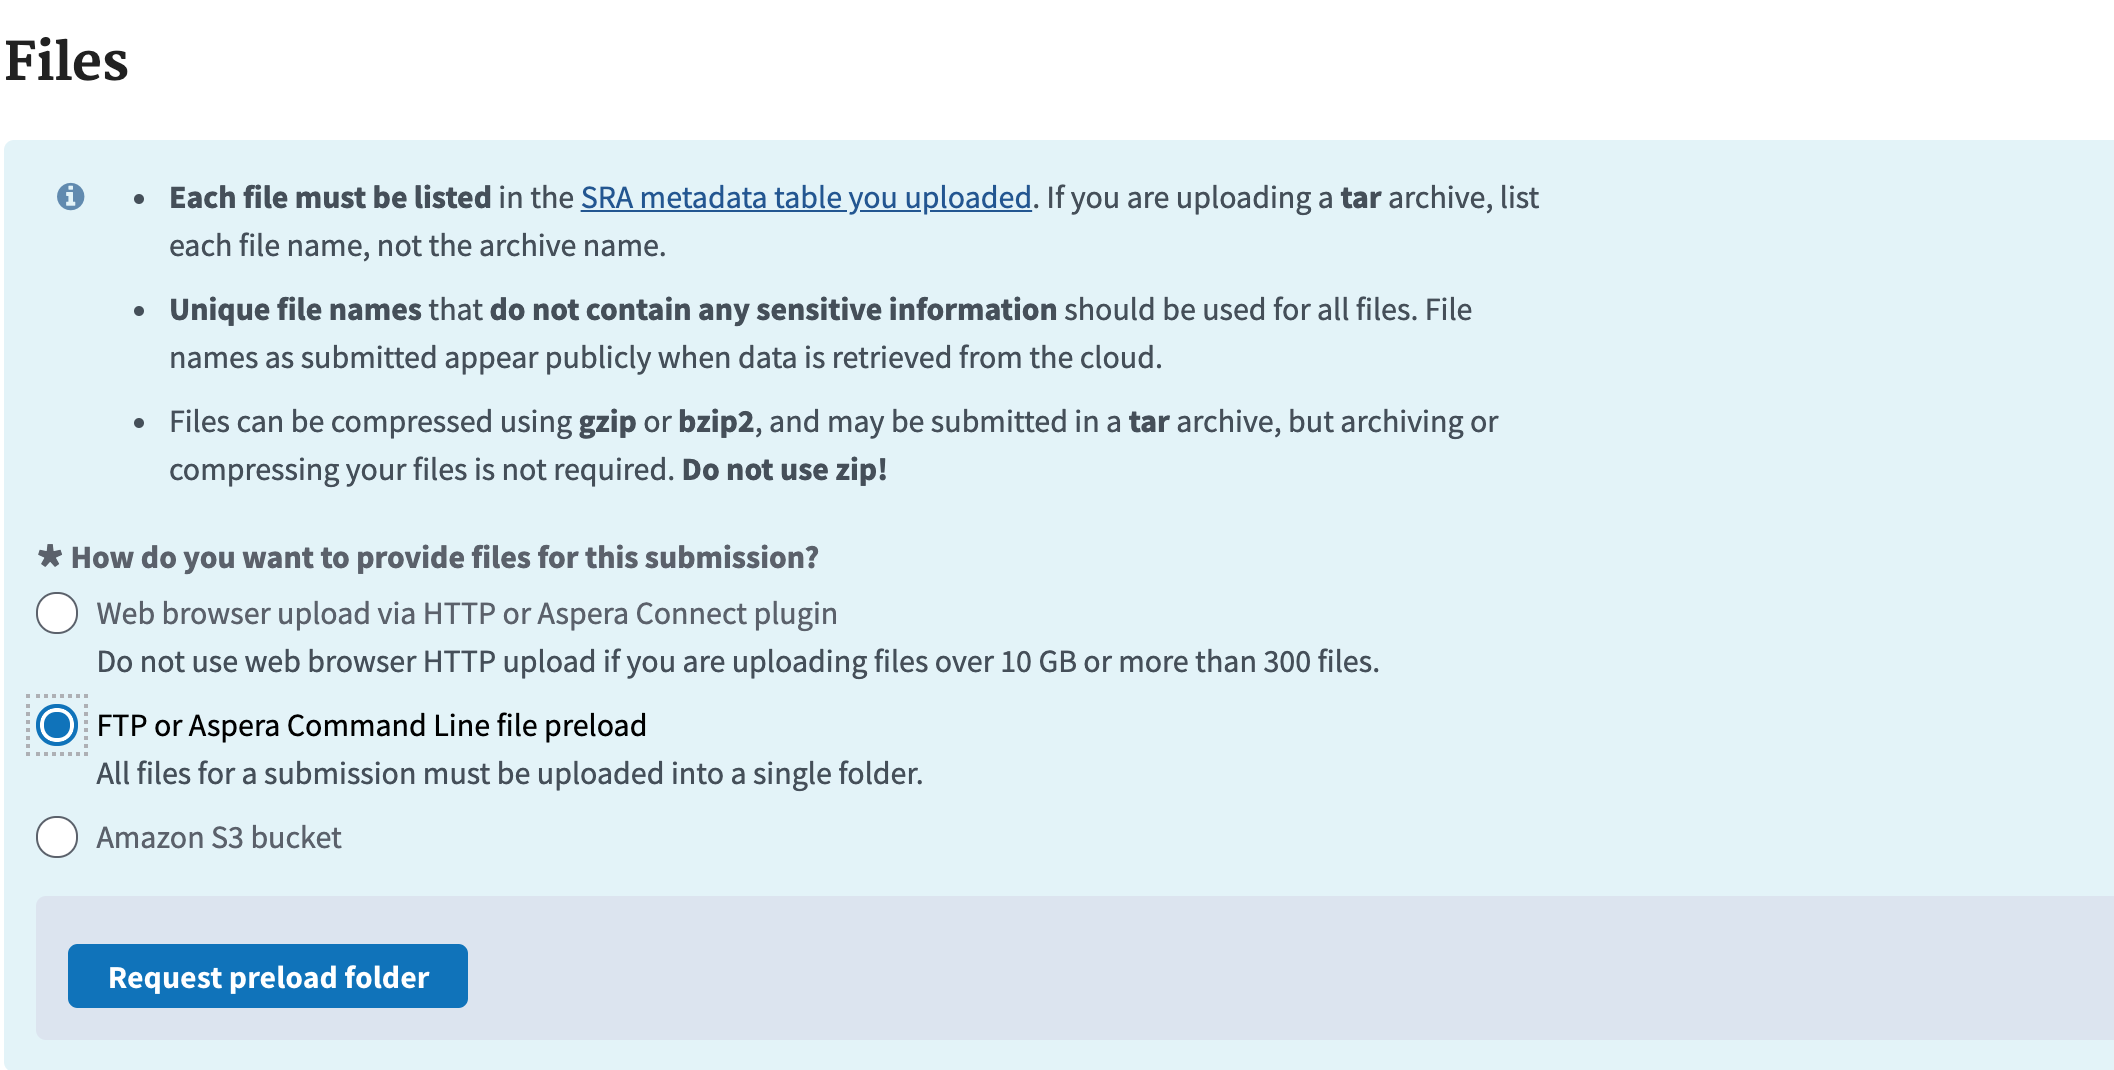 Files
• Each file must be listed in the SRA metadata table you uploaded. If you are uploading a tar archive, list
each file name, not the archive name.
• Unique file names that do not contain any sensitive information should be used for all files. File
names as submitted appear publicly when data is retrieved from the cloud.
• Files can be compressed using gzip or bzip2, and may be submitted in a tar archive, but archiving or
compressing your files is not required. Do not use zip!
* How do you want to provide files for this submission?
Web browser upload via HTTP or Aspera Connect plugin
Do not use web browser HTTP upload if you are uploading files over 10 GB or more than 300 files.
FTP or Aspera Command Line file preload
All files for a submission must be uploaded into a single folder.
Amazon S3 bucket
Request preload folder